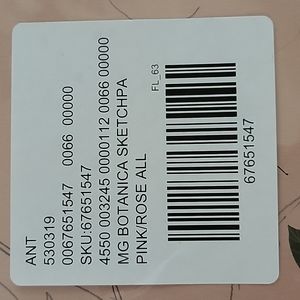 ANT
530319
0067651547 0066 00000
SKU:67651547
4550 003245 0000112 0066 00000
MG BOTANICA SKETCHPA
PINK/ROSE ALL
FL_63
67651547